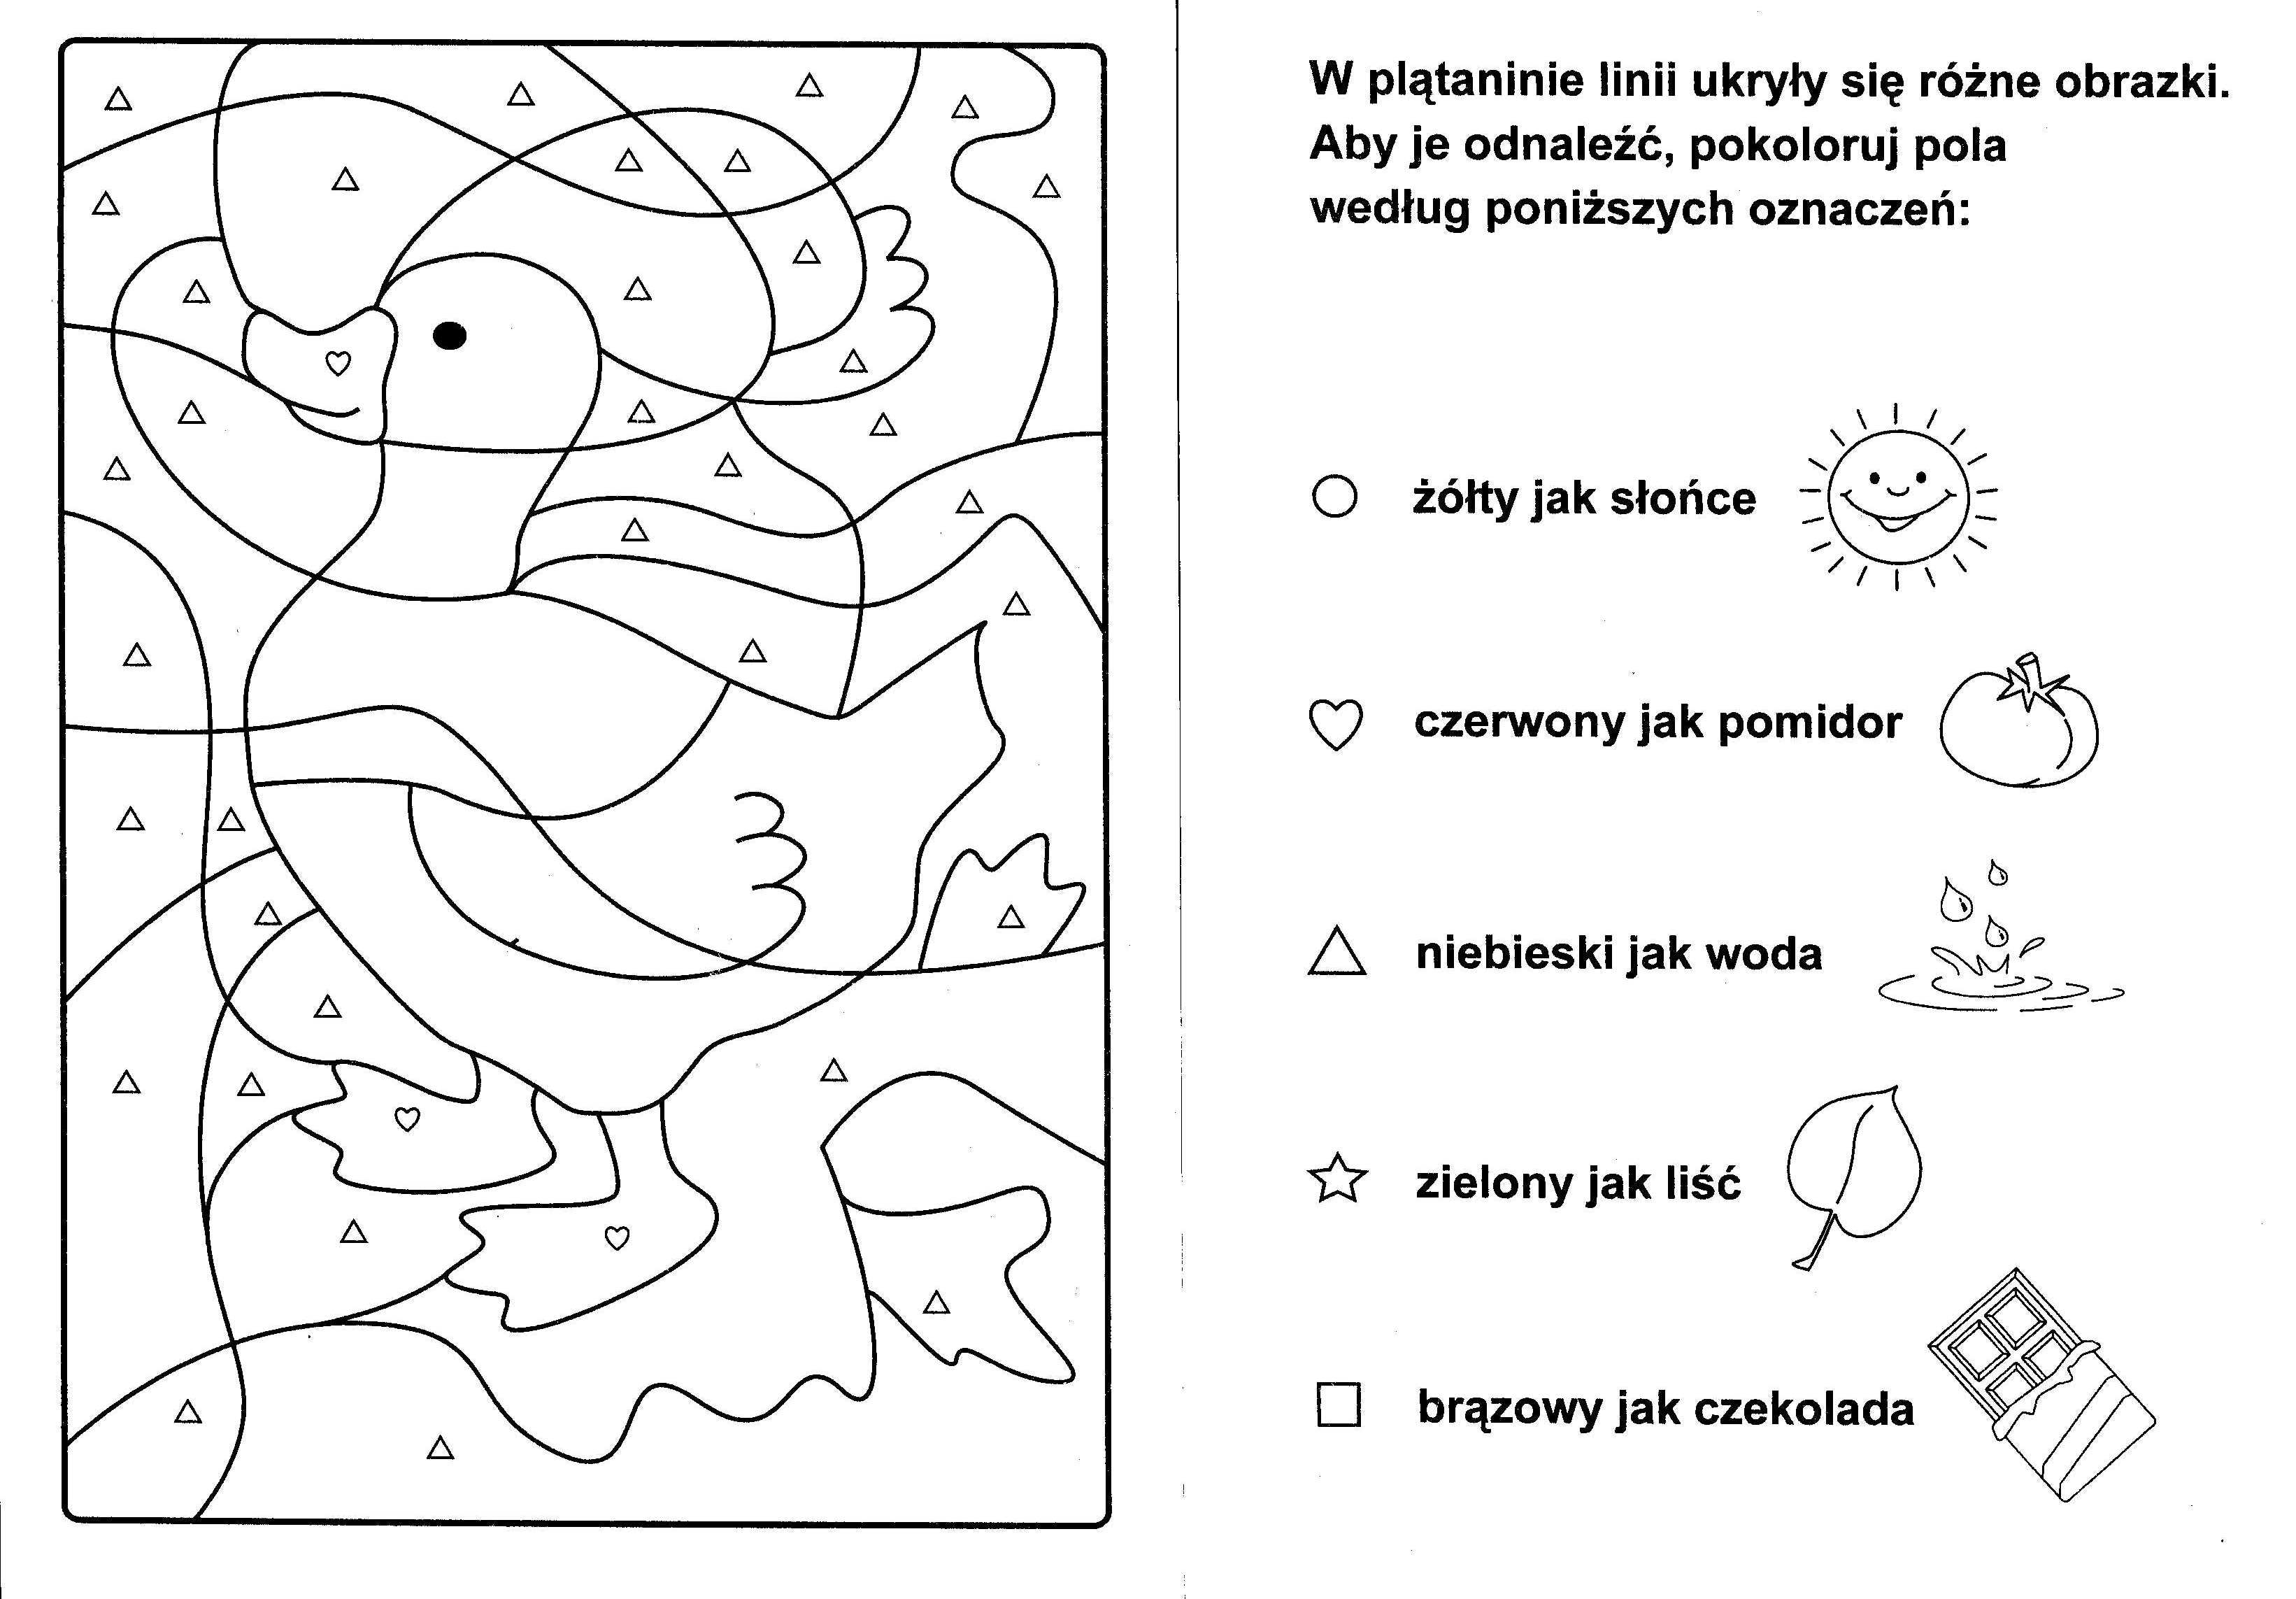 W plątaninie linii ukryły się różne obrazki.
Aby je odnaleźć, pokoloruj pola
według poniższych oznaczeń:
żółty jak słońce
czerwony jak pomidor
niebieski jak woda
zielony jak liść
brązowy jak czekolada